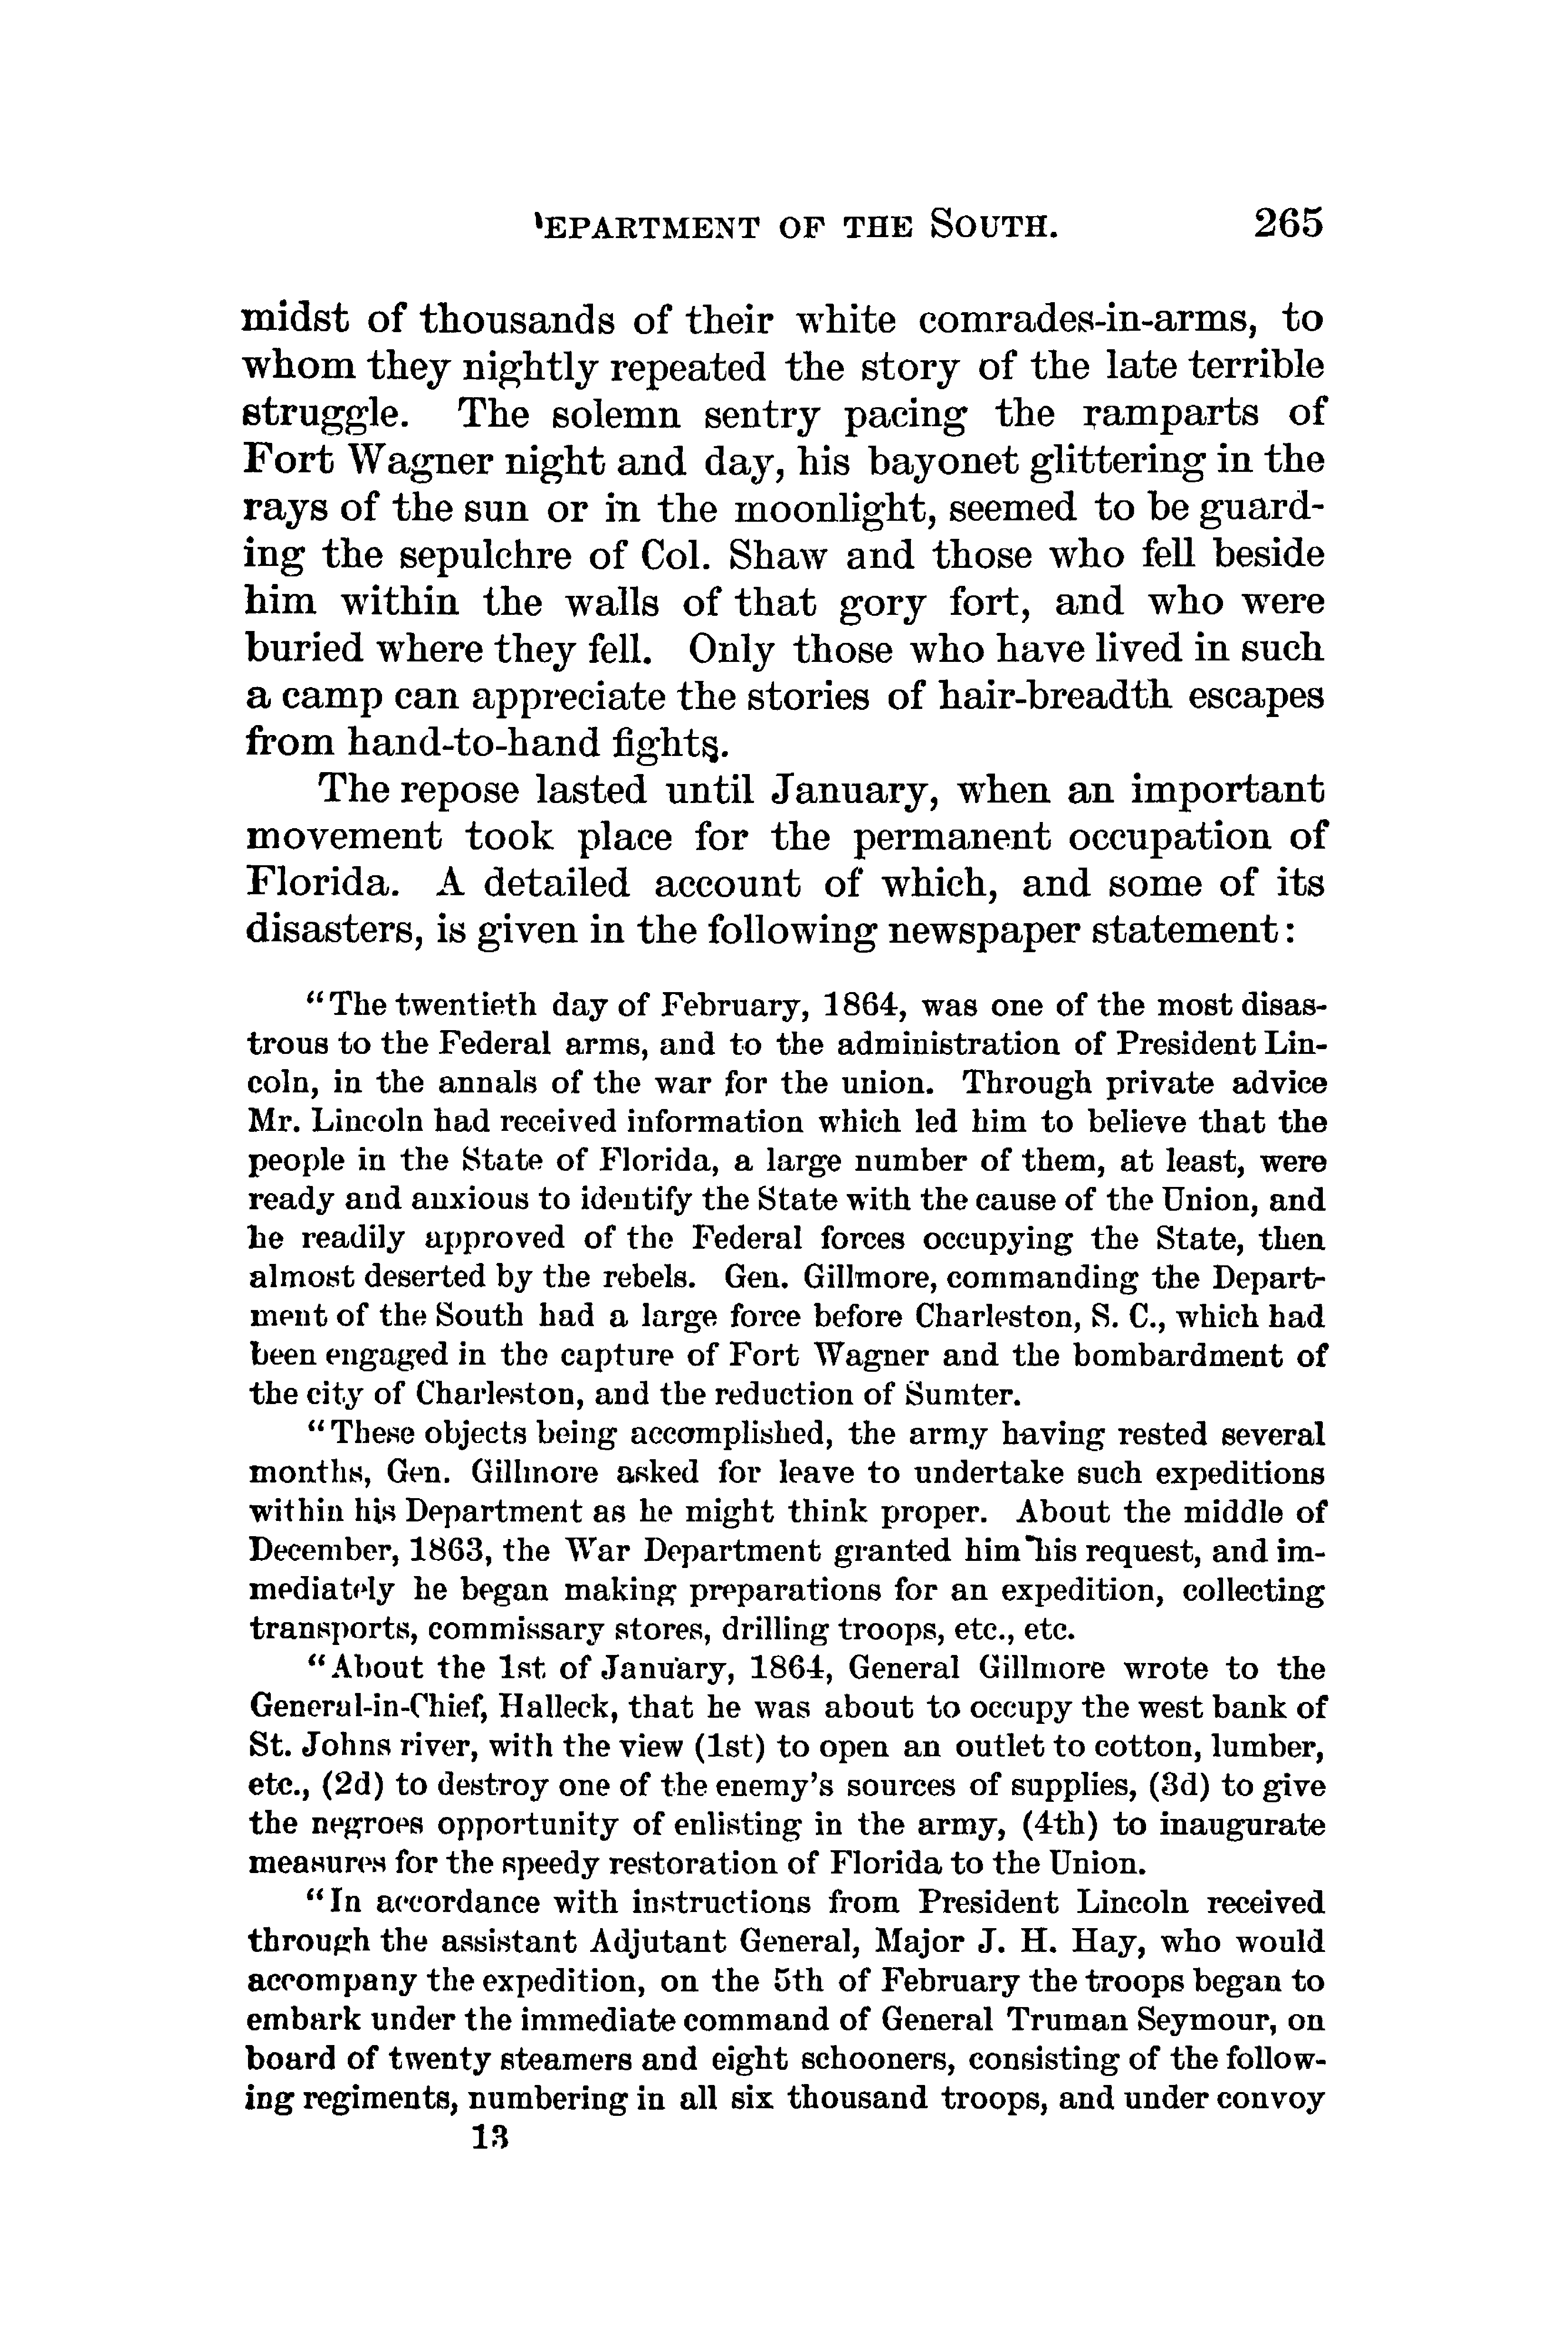 'EPARTMENT OF THE SOUTH. 265
midst of thousands of their white comrades-in-arms, to
whom they nightly repeated the story of the late terrible
struggle. The solemn sentry pacing the ramparts of
Fort Wagner night and day, his bayonet glittering in the
rays of the sun or in the moonlight, seemed to be guard-
ing the sepulchre of Col. Shaw and those who fell beside
him within the walls of that gory fort, and who were
buried where they fell. Only those who have lived in such
a camp can appreciate the stories of hair-breadth escapes
from hand-to-hand fights.
The repose lasted until January, when an important
movement took place for the permanent occupation of
Florida. A detailed account of which, and some of its
disasters, is given in the following newspaper statement:
"The twentieth day of February, 1864, was one of the most disas-
trous to the Federal arms, and to the administration of President Lin-
coln, in the annals of the war for the union. Through private advice
Mr. Lincoln had received information which led him to believe that the
people in the State of Florida, a large number of them, at least, were
ready and anxious to identify the State with the cause of the Union, and
he readily approved of the Federal forces occupying the State, then
almost deserted by the rebels. Gen. Gillmore, commanding the Depart-
ment of the South had a large force before Charleston, S. C., which had
been engaged in the capture of Fort Wagner and the bombardment of
the city of Charleston, and the reduction of Sumter.
"These objects being accomplished, the army having rested several
months, Gen. Gillmore asked for leave to undertake such expeditions
within his Department as he might think proper. About the middle of
December, 1863, the War Department granted him his request, and im-
mediately he began making preparations for an expedition, collecting
transports, commissary stores, drilling troops, etc., etc.
"About the 1st of January, 1864, General Gillmore wrote to the
General-in-Chief, Halleck, that he was about to occupy the west bank of
St. Johns river, with the view (1st) to open an outlet to cotton, lumber,
etc., (2d) to destroy one of the enemy's sources of supplies, (3d) to give
the negroes opportunity of enlisting in the army, (4th) to inaugurate
measures for the speedy restoration of Florida to the Union.
"In accordance with instructions from President Lincoln received
through the assistant Adjutant General, Major J. H. Hay, who would
accompany the expedition, on the 5th of February the troops began to
embark under the immediate command of General Truman Seymour, on
board of twenty steamers and eight schooners, consisting of the follow-
ing regiments, numbering in all six thousand troops, and under convoy
13